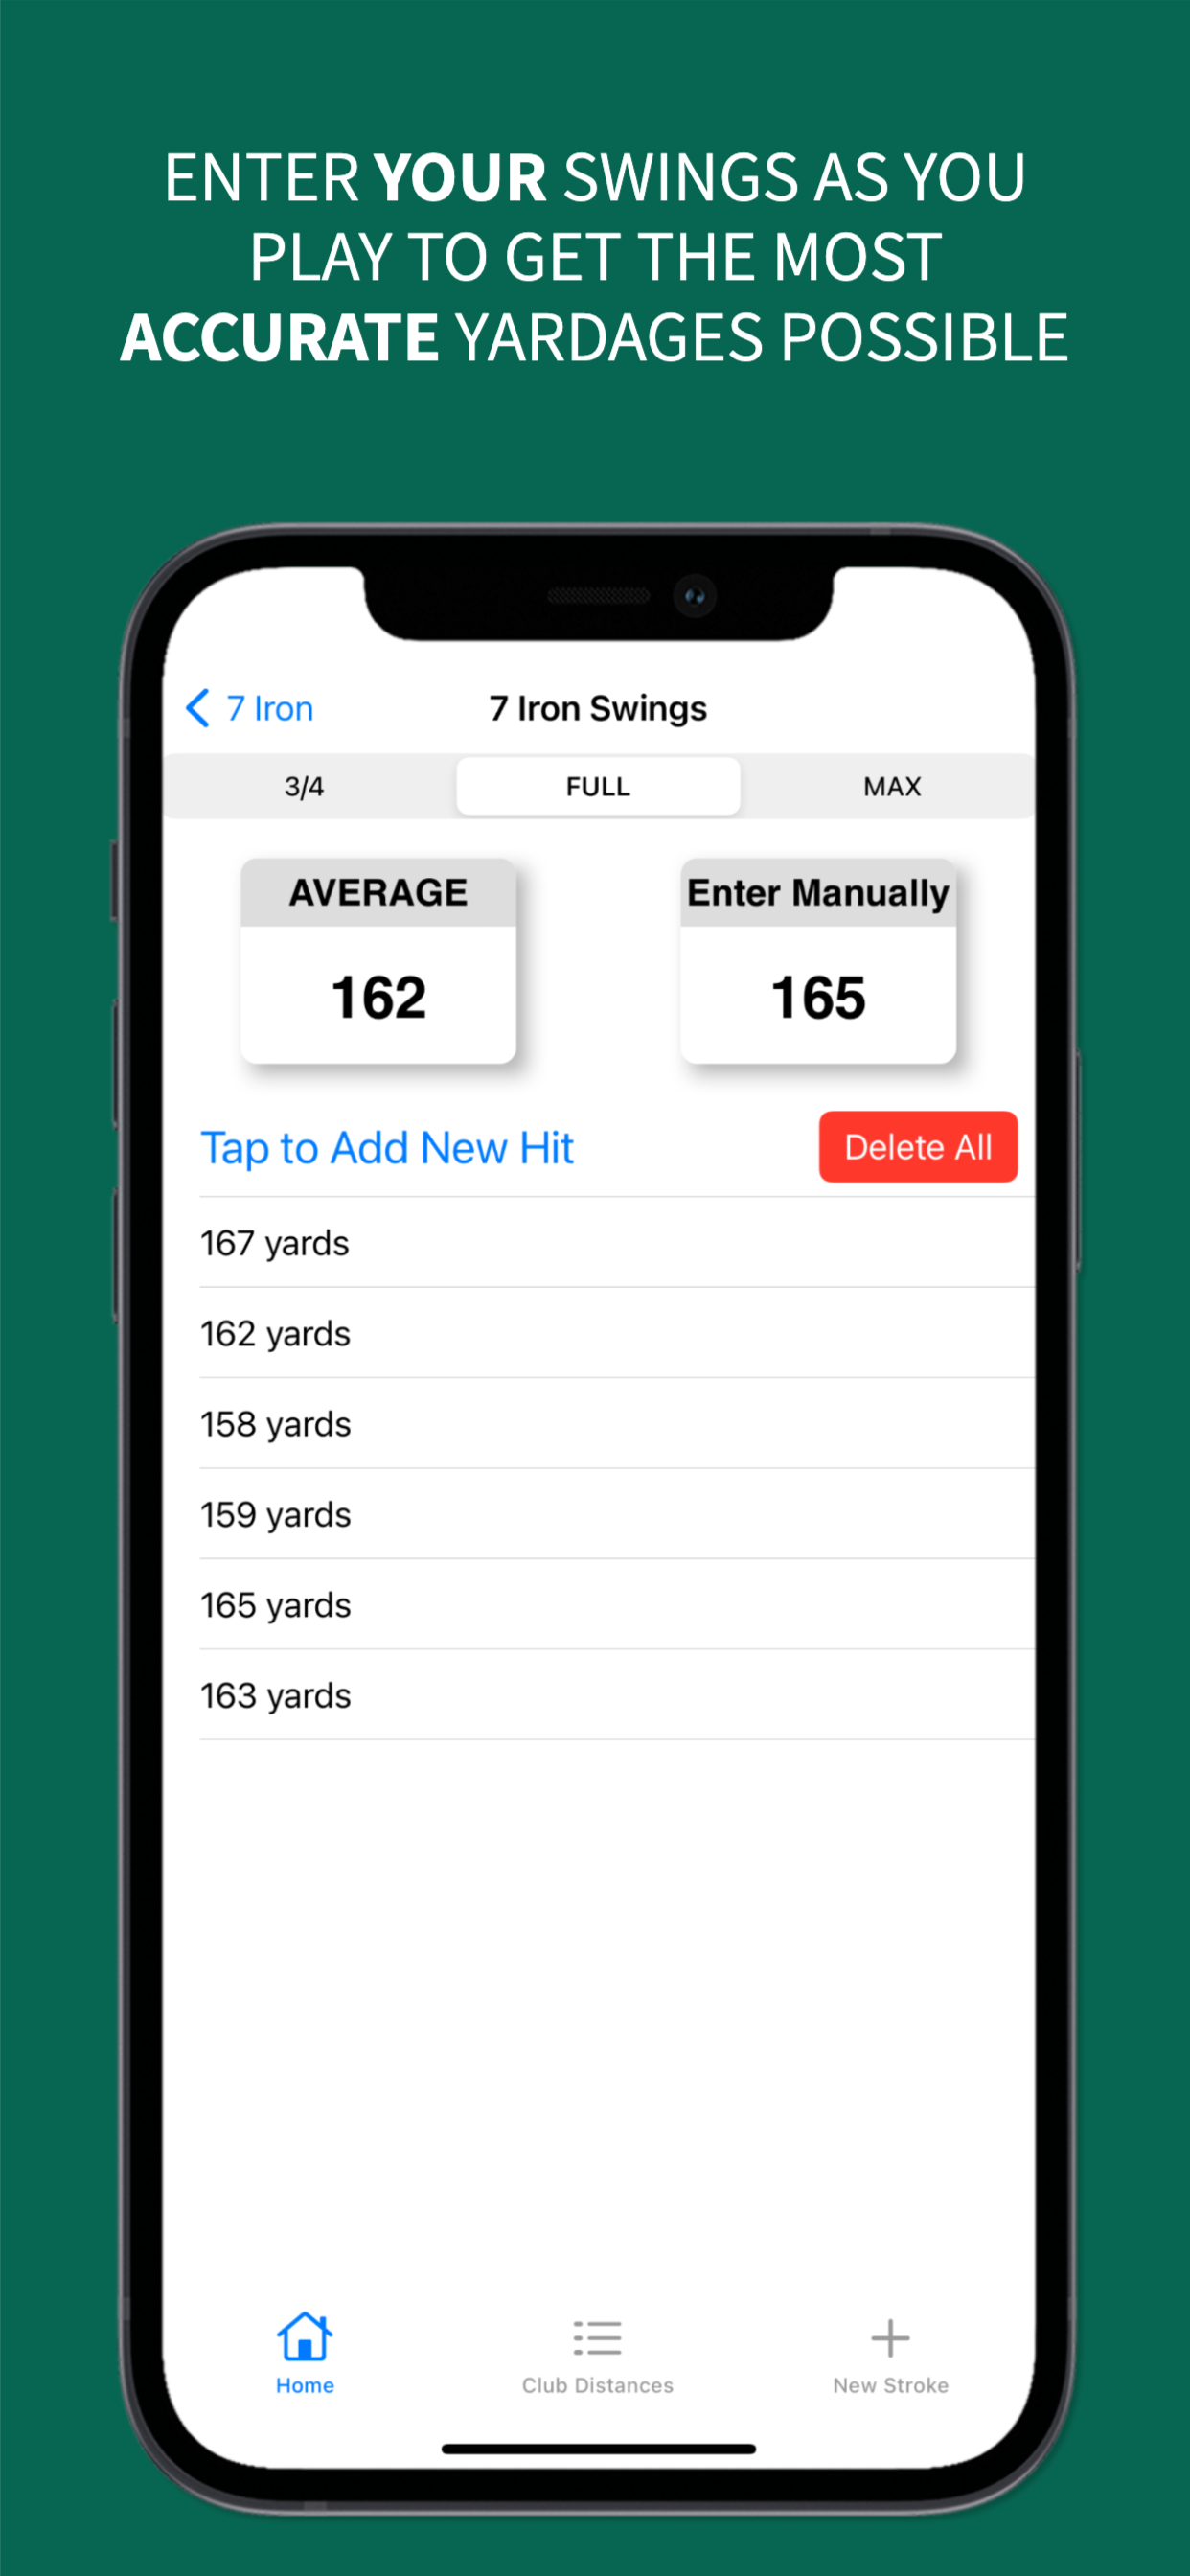 ENTER YOUR SWINGS AS YOU
PLAY TO GET THE MOST
ACCURATE YARDAGES POSSIBLE
7 Iron
7 Iron Swings
3/4
FULL
MAX
AVERAGE
Enter Manually
162
165
Tap to Add New Hit
Delete All
167 yards
162 yards
158 yards
159 yards
165 yards
163 yards
Home
Club Distances
New Stroke